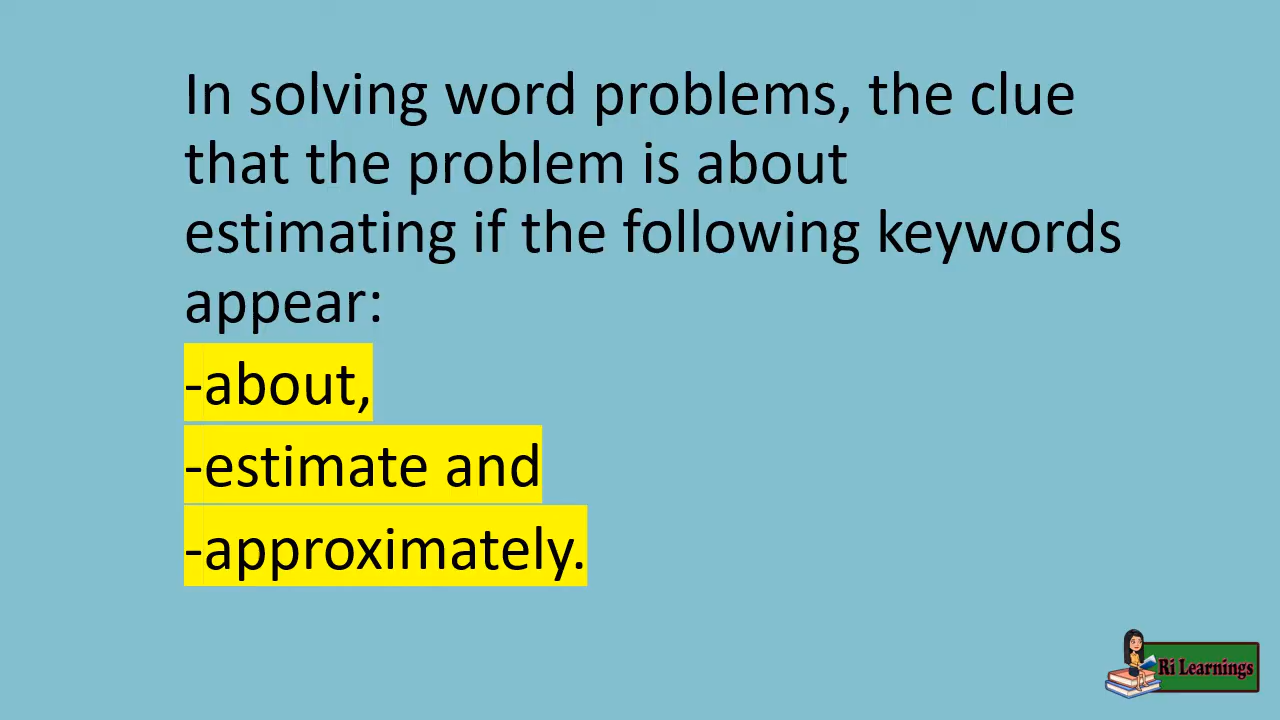 In solving word problems, the clue
that the problem is about
estimating if the following keywords
appear:
-about,
-estimate and
-approximately.
Ri Learnings